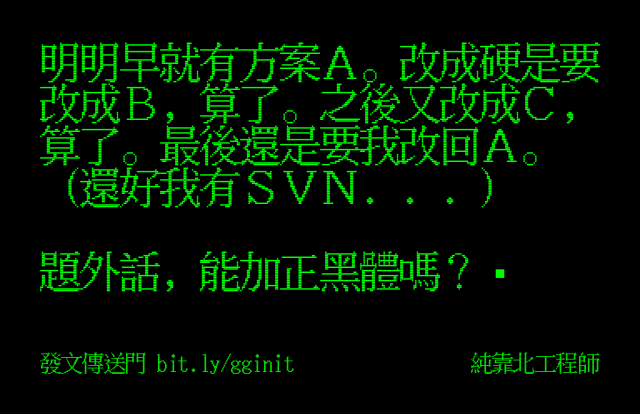 明明早就有方案Ａ。改成硬是要
改成Ｂ，算了。之後又改成Ｃ，
算了。最後還是要我改回Ａ。
（還好我有ＳＶＮ．．．）
題外話，能加正黑體嗎？
發文傳送門 bit.ly/gginit
純靠北工程師